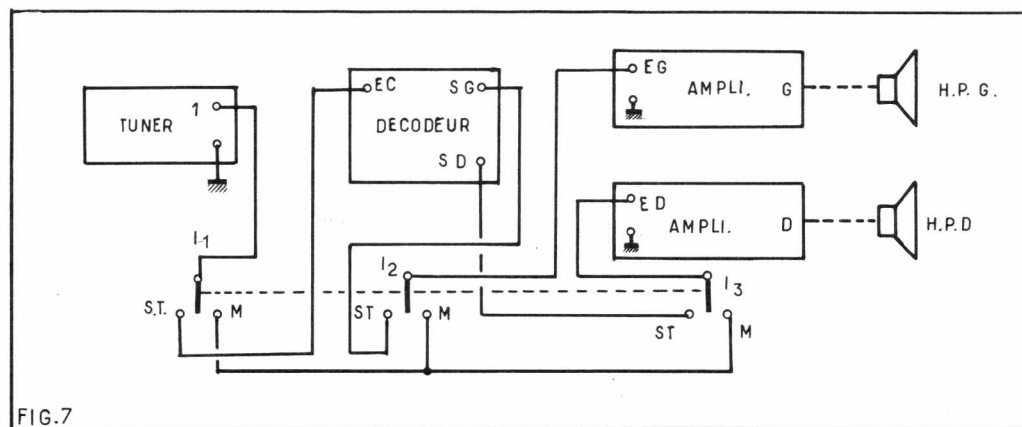 TUNER
1
EC
SG
DECODEUR
SD
EG
AMPLI. G
H.P.G.
ED
AMPLI. D
H.P.D
I1
S.T.
M
I2
ST
M
I3
ST
M
FIG.7